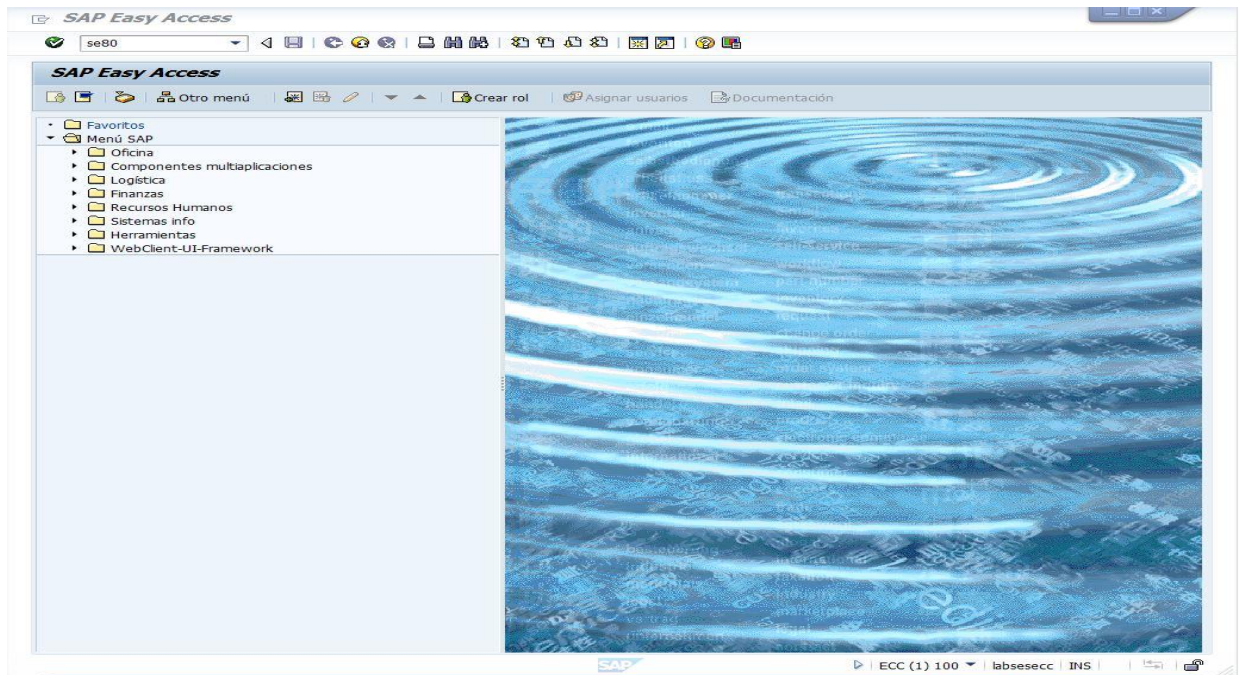 SAP Easy Access
se80
SAP Easy Access
Otro menú Crear rol Asignar usuarios Documentación
Favoritos
Menú SAP
Oficina
Componentes multiaplicaciones
Logística
Finanzas
Recursos Humanos
Sistemas info
Herramientas
WebClient-UI-Framework
SAP ECC (1) 100 labsesecc INS